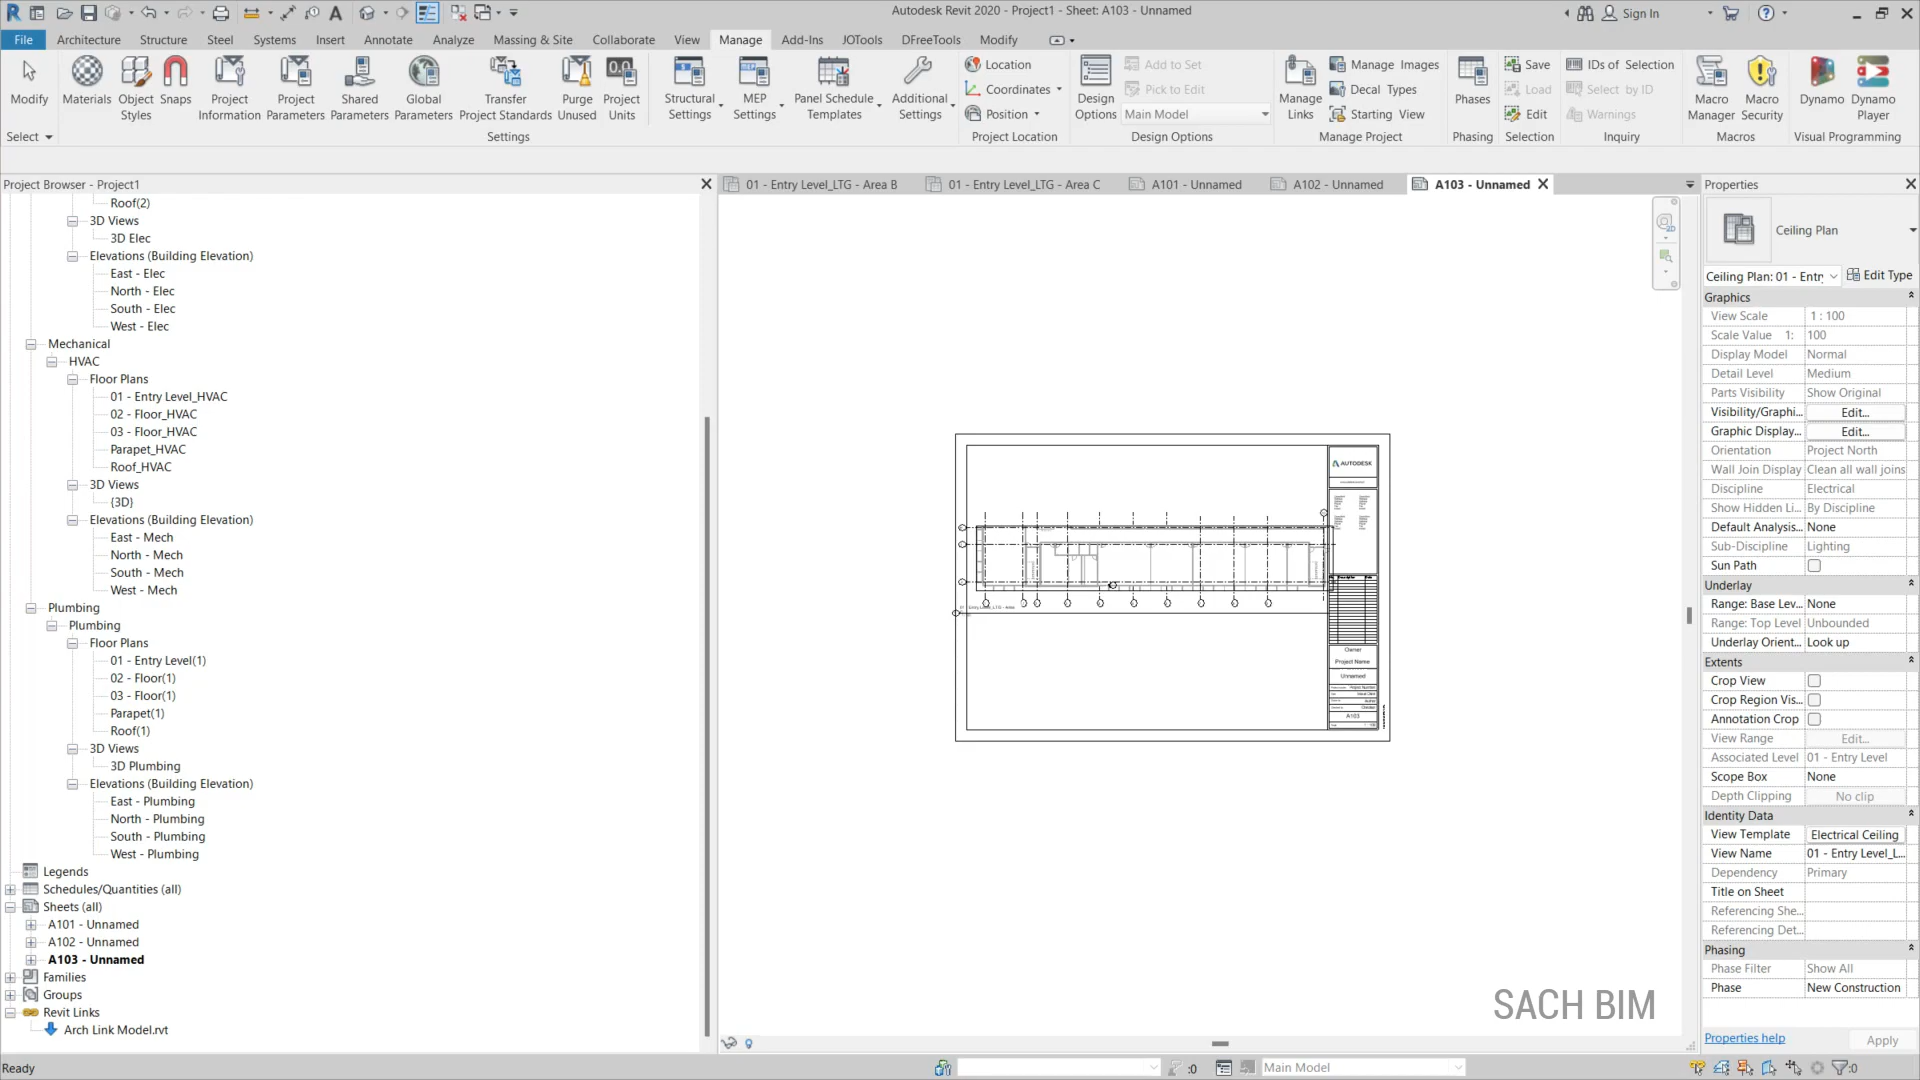 Autodesk Revit 2020 - Project1 - Sheet: A103 - Unnamed
Sign In
File Architecture Structure Steel Systems Insert Annotate Analyze Massing & Site Collaborate View Manage Add-Ins JOTools DFreeTools Modify
Modify
Materials
Object Styles
Snaps
Project Information
Project Parameters
Shared Parameters
Global Parameters
Transfer Project Standards
Purge Unused
Project Units
Structural Settings
MEP Settings
Panel Schedule Templates
Additional Settings
Location
Coordinates
Position
Design Options
Add to Set
Pick to Edit
Main Model
Manage Links
Manage Images
Decal Types
Starting View
Phases
Save
Load
Edit
IDs of Selection
Select by ID
Warnings
Macro Manager
Macro Security
Dynamo
Dynamo Player
Select
Settings
Project Location
Design Options
Manage Project
Phasing
Selection
Inquiry
Macros
Visual Programming
Project Browser - Project1
Roof(2)
3D Views
3D Elec
Elevations (Building Elevation)
East - Elec
North - Elec
South - Elec
West - Elec
Mechanical
HVAC
Floor Plans
01 - Entry Level_HVAC
02 - Floor_HVAC
03 - Floor_HVAC
Parapet_HVAC
Roof_HVAC
3D Views
{3D}
Elevations (Building Elevation)
East - Mech
North - Mech
South - Mech
West - Mech
Plumbing
Plumbing
Floor Plans
01 - Entry Level(1)
02 - Floor(1)
03 - Floor(1)
Parapet(1)
Roof(1)
3D Views
3D Plumbing
Elevations (Building Elevation)
East - Plumbing
North - Plumbing
South - Plumbing
West - Plumbing
Legends
Schedules/Quantities (all)
Sheets (all)
A101 - Unnamed
A102 - Unnamed
A103 - Unnamed
Families
Groups
Revit Links
Arch Link Model.rvt
01 - Entry Level_LTG - Area B
01 - Entry Level_LTG - Area C
A101 - Unnamed
A102 - Unnamed
A103 - Unnamed
AUTODESK
Owner
Project Name
Unnamed
A103
SACH BIM
Properties
Ceiling Plan
Ceiling Plan: 01 - Entr
Edit Type
Graphics
View Scale 1 : 100
Scale Value 1: 100
Display Model Normal
Detail Level Medium
Parts Visibility Show Original
Visibility/Graphi... Edit...
Graphic Display... Edit...
Orientation Project North
Wall Join Display Clean all wall joins
Discipline Electrical
Show Hidden Li... By Discipline
Default Analysis... None
Sub-Discipline Lighting
Sun Path
Underlay
Range: Base Lev... None
Range: Top Level Unbounded
Underlay Orient... Look up
Extents
Crop View
Crop Region Vis...
Annotation Crop
View Range Edit...
Associated Level 01 - Entry Level
Scope Box None
Depth Clipping No clip
Identity Data
View Template Electrical Ceiling
View Name 01 - Entry Level_L...
Dependency Primary
Title on Sheet
Referencing She...
Referencing Det...
Phasing
Phase Filter Show All
Phase New Construction
Properties help
Apply
Ready
:0
Main Model
:0